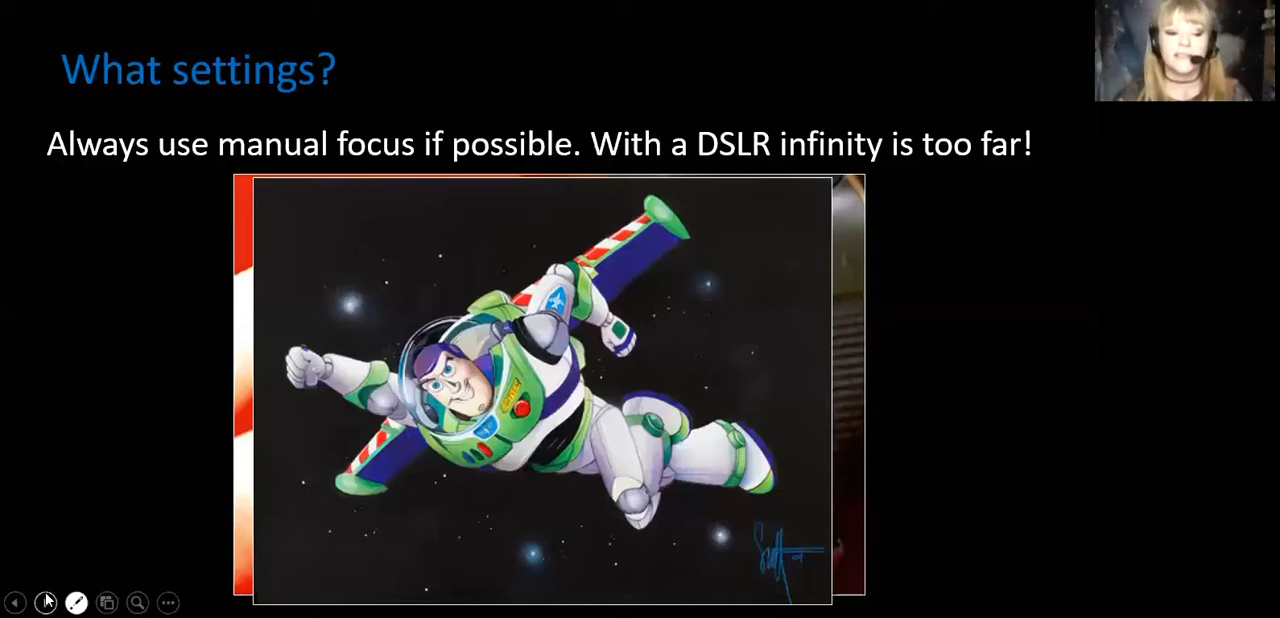 What settings?
Always use manual focus if possible. With a DSLR infinity is too far!